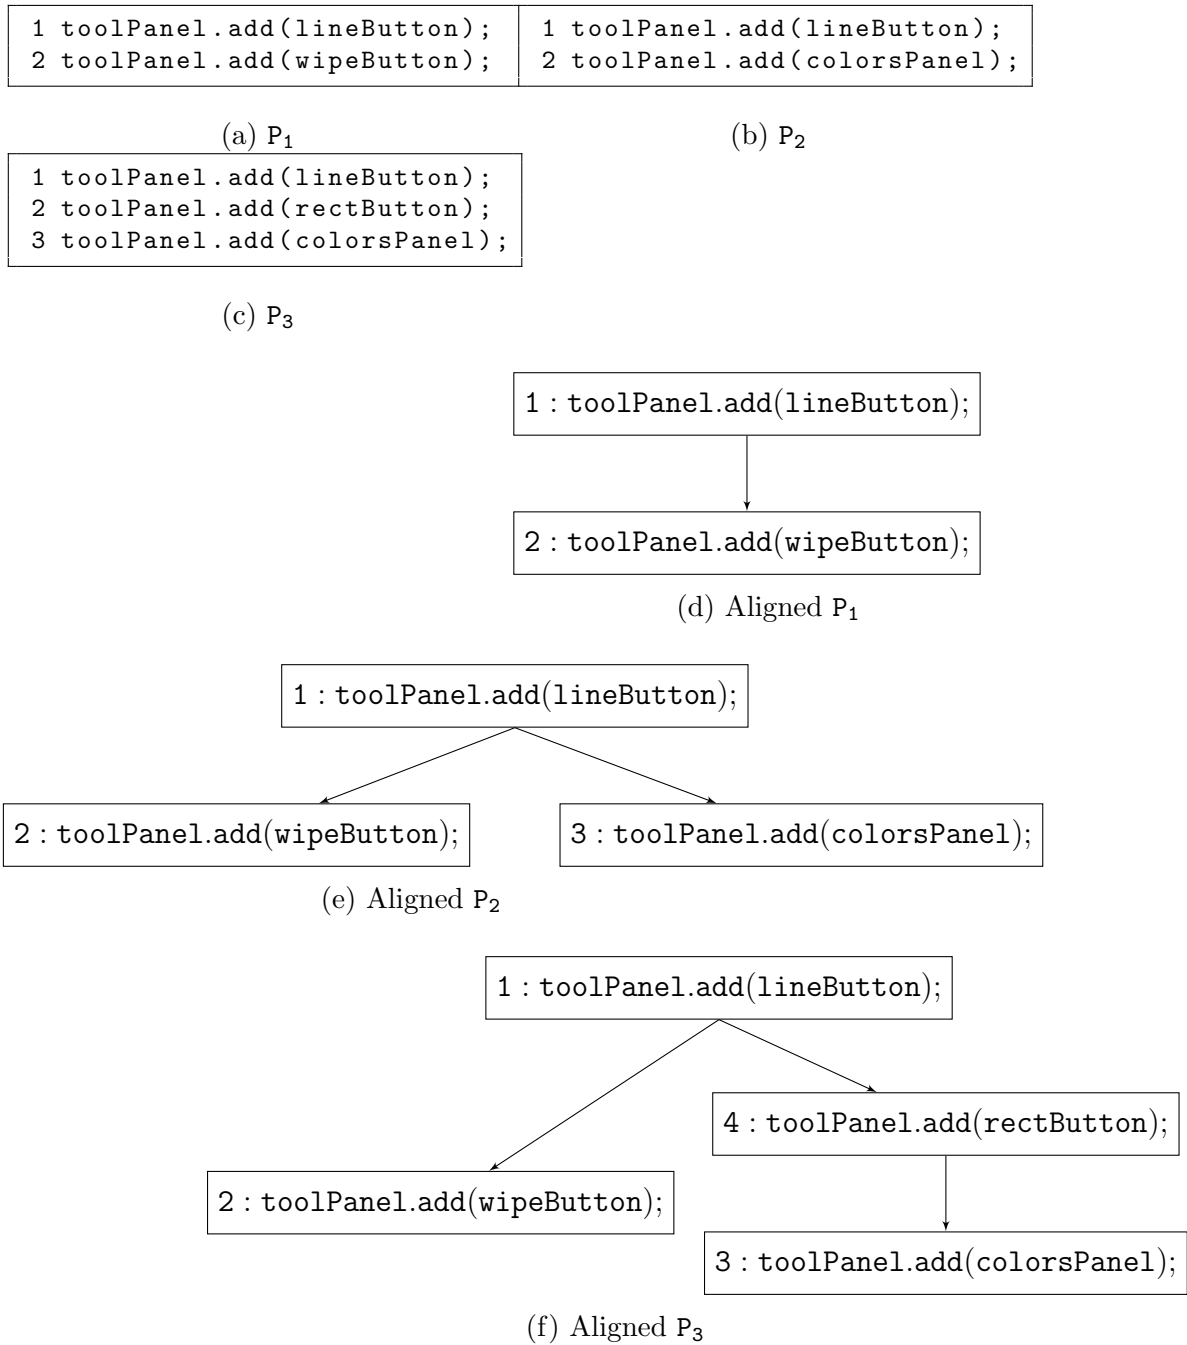 1 toolPanel.add(lineButton);
2 toolPanel.add(wipeButton);
1 toolPanel.add(lineButton);
2 toolPanel.add(colorsPanel);
(a) P1
(b) P2
1 toolPanel.add(lineButton);
2 toolPanel.add(rectButton);
3 toolPanel.add(colorsPanel);
(c) P3
1 : toolPanel.add(lineButton);
2 : toolPanel.add(wipeButton);
(d) Aligned P1
1 : toolPanel.add(lineButton);
2 : toolPanel.add(wipeButton);
3 : toolPanel.add(colorsPanel);
(e) Aligned P2
1 : toolPanel.add(lineButton);
4 : toolPanel.add(rectButton);
2 : toolPanel.add(wipeButton);
3 : toolPanel.add(colorsPanel);
(f) Aligned P3